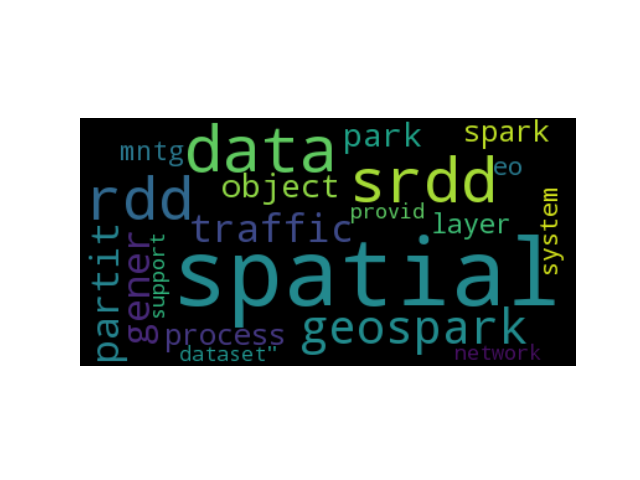 spark
park
data
mntg
eo
srdd
object
rdd
provid
traffic
layer
system
partit
gener
support
spatial
geospark
process
dataset"
network